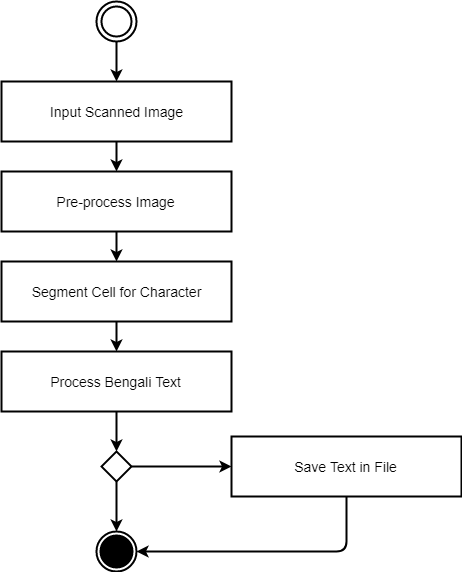 Input Scanned Image
Pre-process Image
Segment Cell for Character
Process Bengali Text
Save Text in File